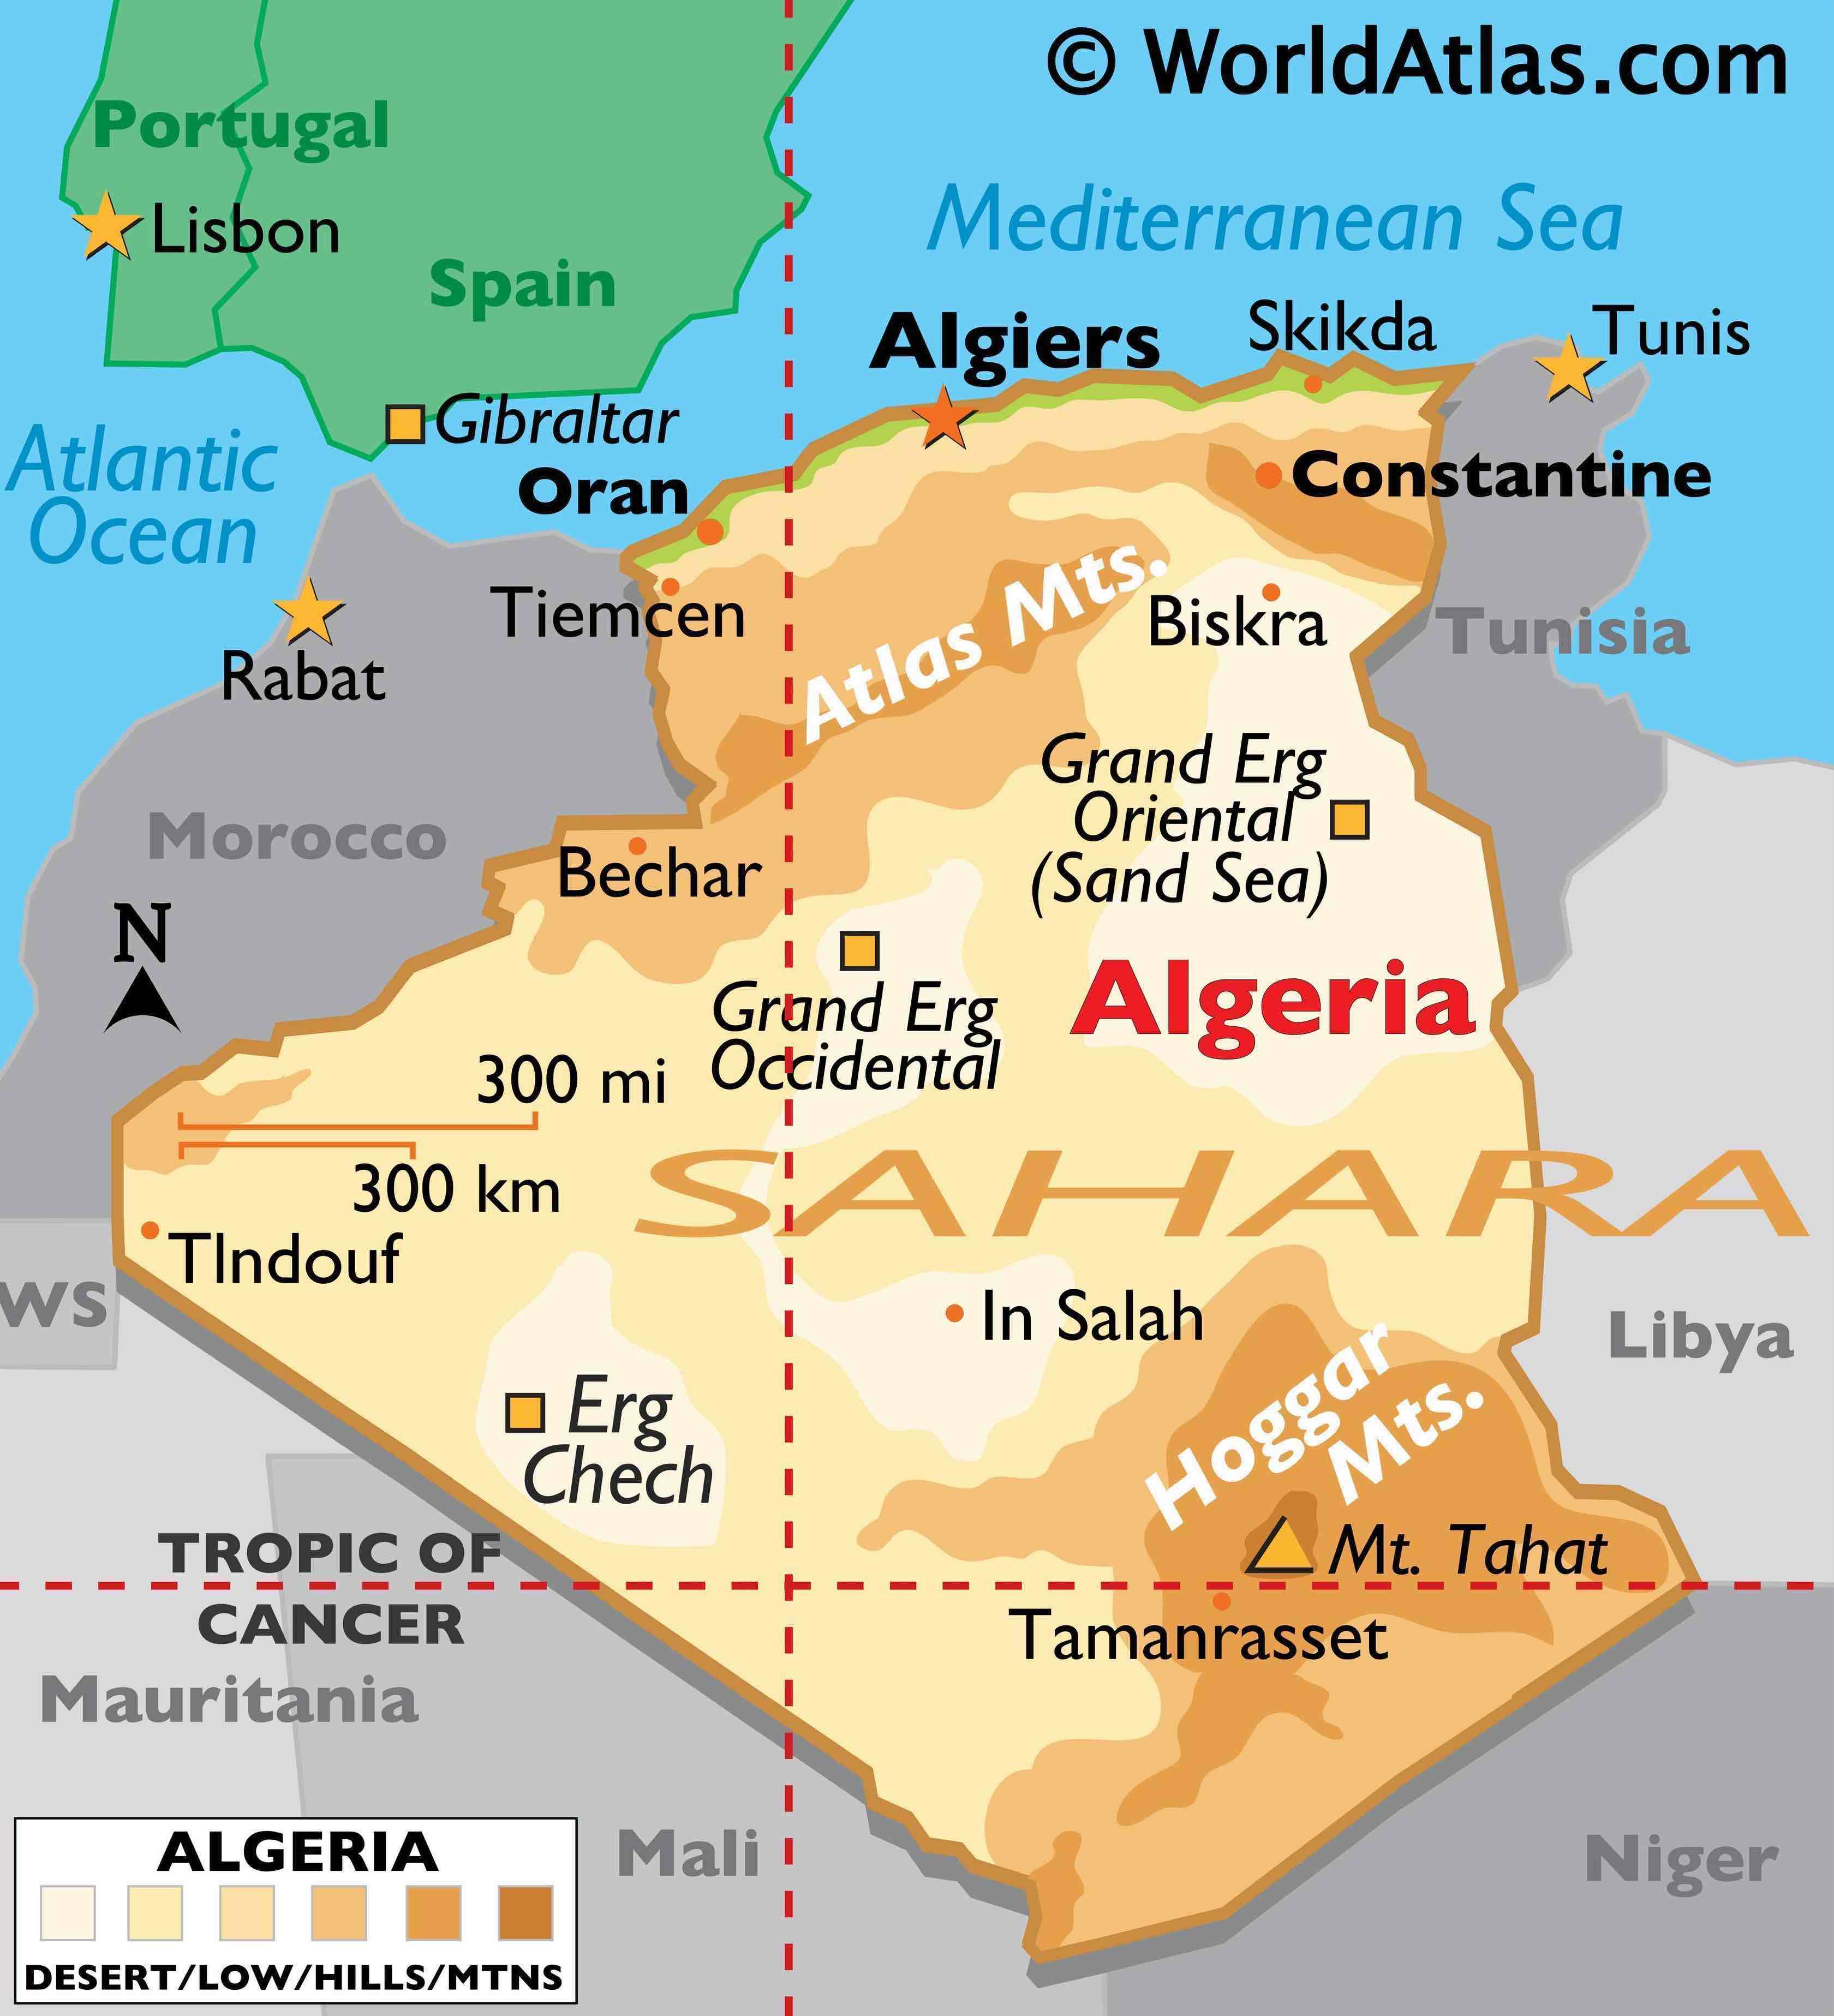 © WorldAtlas.com
Portugal
Lisbon
Mediterranean Sea
Spain
Skikda
Tunis
Algiers
Gibraltar
Atlantic
Ocean
Oran
Constantine
Tiemcen
Atlas Mts.
Biskra
Tunisia
Rabat
Grand Erg
Oriental
(Sand Sea)
Morocco
Bechar
N
Algeria
Grand Erg
Occidental
300 mi
300 km
SAHARA
TIndouf
WS
In Salah
Libya
Hoggar
Mts.
Erg
Chech
TROPIC OF
CANCER
Mt. Tahat
Tamanrasset
Mauritania
Mali
Niger
ALGERIA
DESERT/LOW/HILLS/MTNS